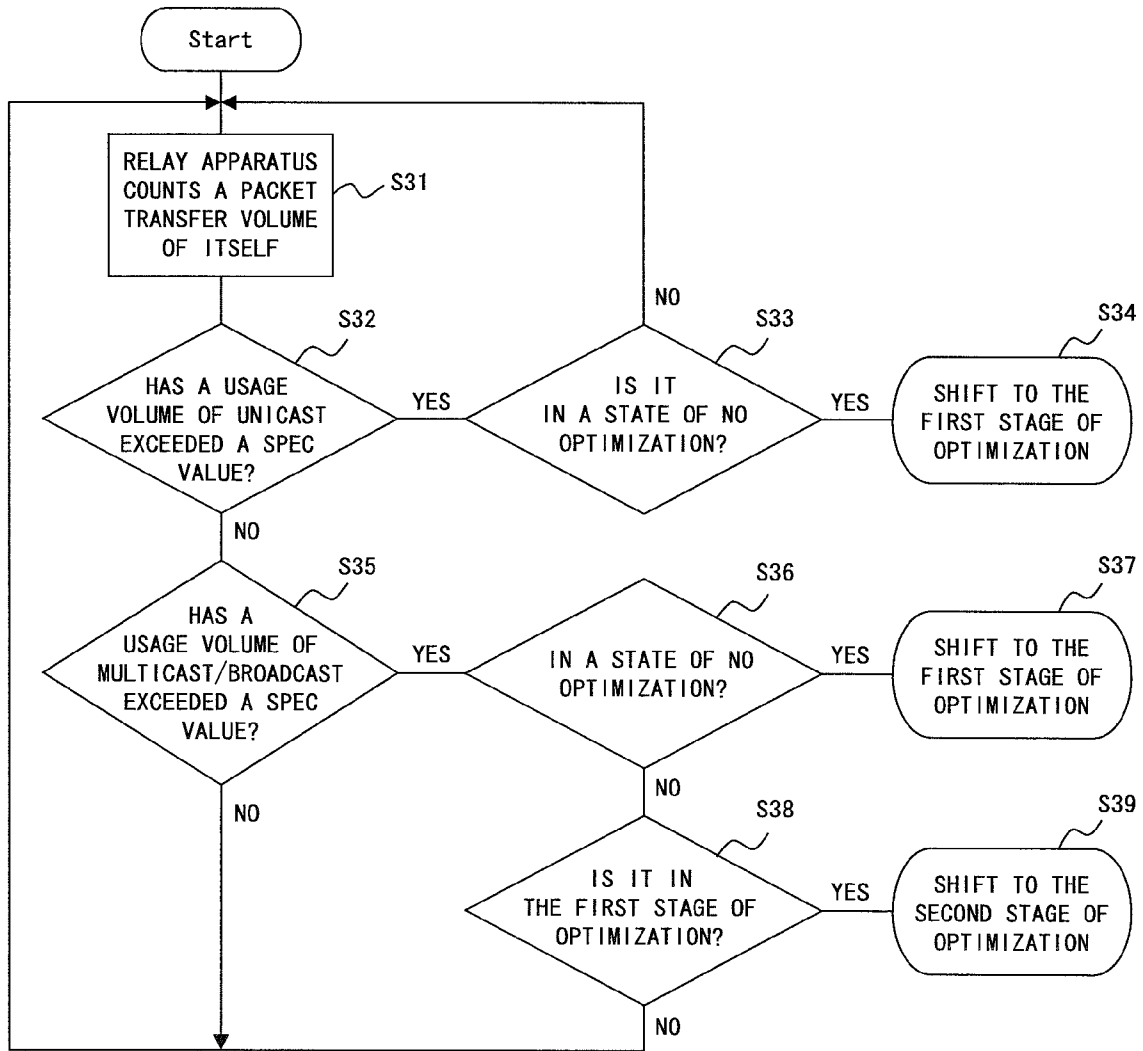 Start
RELAY APPARATUS
COUNTS A PACKET
TRANSFER VOLUME
OF ITSELF
S31
S32
HAS A USAGE
VOLUME OF UNICAST
EXCEEDED A SPEC
VALUE?
YES
NO
NO
S33
IS IT
IN A STATE OF NO
OPTIMIZATION?
YES
S34
SHIFT TO THE
FIRST STAGE OF
OPTIMIZATION
S35
HAS A
USAGE VOLUME OF
MULTICAST/BROADCAST
EXCEEDED A SPEC
VALUE?
YES
NO
S36
IN A STATE OF NO
OPTIMIZATION?
YES
NO
S37
SHIFT TO THE
FIRST STAGE OF
OPTIMIZATION
S38
IS IT IN
THE FIRST STAGE OF
OPTIMIZATION?
YES
NO
S39
SHIFT TO THE
SECOND STAGE OF
OPTIMIZATION